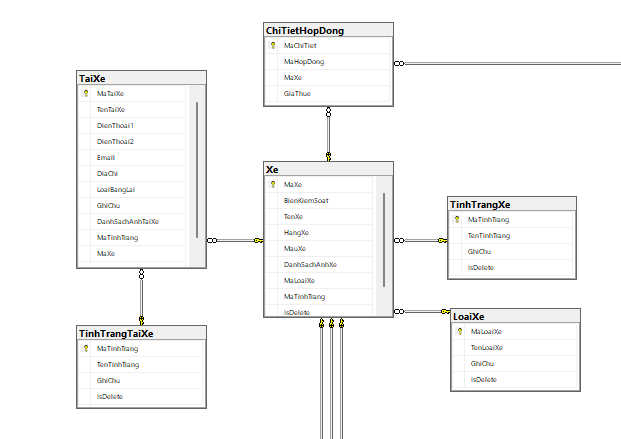 ChiTietHopDong
MaChiTiet
MaHopDong
MaXe
GiaThue
TaiXe
MaTaiXe
TenTaiXe
DienThoai1
DienThoai2
Email
DiaChi
LoaiBangLai
GhiChu
DanhSachAnhTaiXe
MaTinhTrang
MaXe
Xe
MaXe
BienKiemSoat
TenXe
HangXe
MauXe
DanhSachAnhXe
MaLoaiXe
MaTinhTrang
IsDelete
TinhTrangXe
MaTinhTrang
TenTinhTrang
GhiChu
IsDelete
TinhTrangTaiXe
MaTinhTrang
TenTinhTrang
GhiChu
IsDelete
LoaiXe
MaLoaiXe
TenLoaiXe
GhiChu
IsDelete